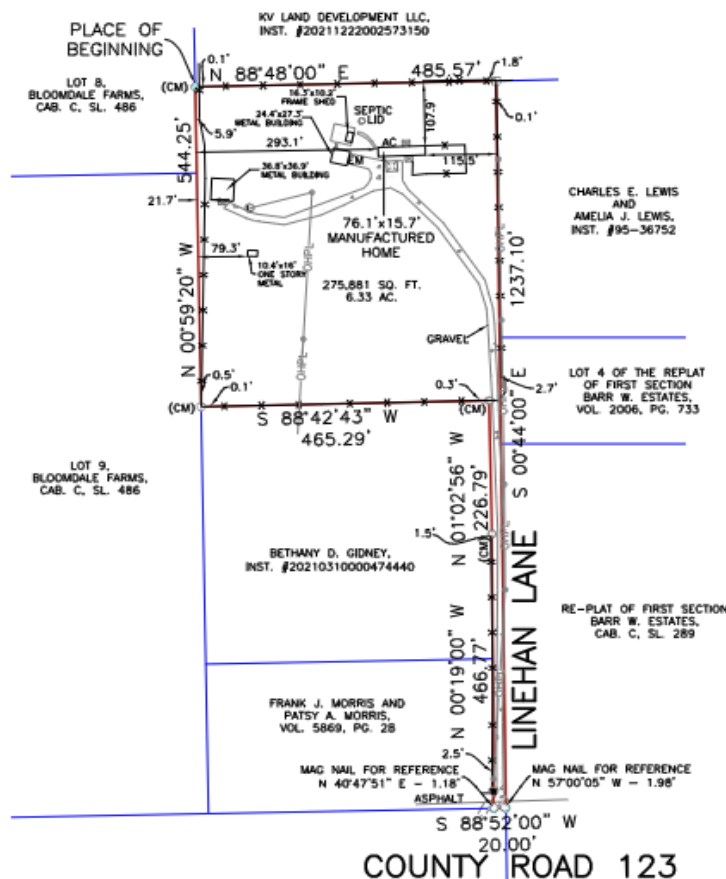 KV LAND DEVELOPMENT LLC,
INST. #20211222002573150
PLACE OF
BEGINNING
0.1'
1.8'
N 88°48'00" E
485.57'
(CM)
LOT 8,
BLOOMDALE FARMS,
CAB. C, SL. 486
16.3'x10.2'
FRAME SHED
SEPTIC
LID
24.4'x27.3'
METAL BUILDING
107.9'
0.1'
5.9'
293.1'
EM
AC
115.5'
544.25'
36.8'x36.9'
METAL BUILDING
21.7'
CHARLES E. LEWIS
AND
AMELIA J. LEWIS,
INST. #95-36752
76.1'x15.7'
MANUFACTURED
HOME
OHPL
1237.10'
79.3'
10.4'x16'
ONE STORY
METAL
OHPL
275,881 SQ. FT.
6.33 AC.
N 00°59'20" W
GRAVEL
OHPL
LOT 4 OF THE REPLAT
OF FIRST SECTION
BARR W. ESTATES,
VOL. 2006, PG. 733
0.5'
0.1'
0.3'
2.7'
(CM)
(CM)
S 88°42'43" W
465.29'
S 00°44'00" E
LOT 9,
BLOOMDALE FARMS,
CAB. C, SL. 486
N 01°02'56" W
226.79'
1.5'
(CM)
OHPL
BETHANY D. GIDNEY,
INST. #20210310000474440
LINEHAN LANE
RE-PLAT OF FIRST SECTION
BARR W. ESTATES,
CAB. C, SL. 289
N 00°19'00" W
466.77'
OHPL
FRANK J. MORRIS AND
PATSY A. MORRIS,
VOL. 5869, PG. 28
2.5'
MAG NAIL FOR REFERENCE
N 40°47'51" E - 1.18'
MAG NAIL FOR REFERENCE
N 57°00'05" W - 1.98'
ASPHALT
S 88°52'00" W
20.00'
COUNTY ROAD 123